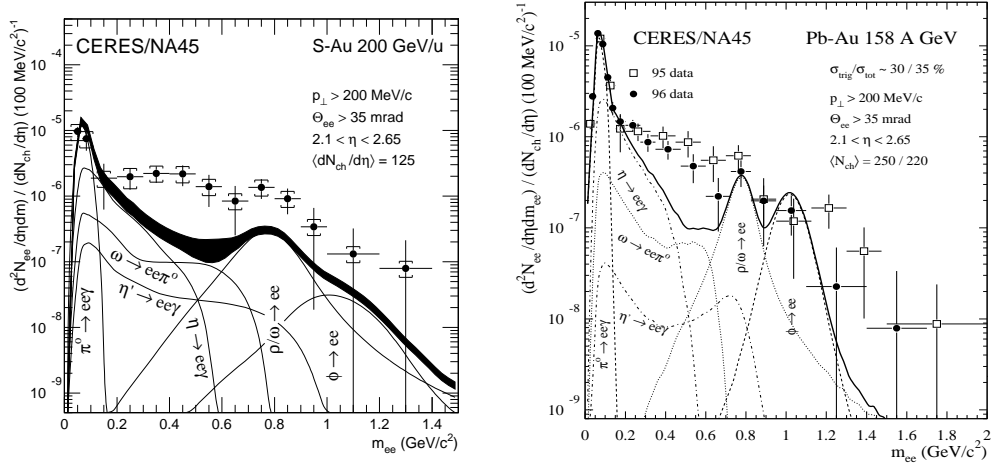 CERES/NA45
S-Au 200 GeV/u
p⊥ > 200 MeV/c
Θee > 35 mrad
2.1 < η < 2.65
⟨dNch/dη⟩ = 125
(d²Nee/dηdm) / (dNch/dη) (100 MeV/c²)⁻¹
10⁻⁴
10⁻⁵
10⁻⁶
10⁻⁷
10⁻⁸
10⁻⁹
ω → eeπ°
η' → eeγ
π° → eeγ
η → eeγ
ρ/ω → ee
ϕ → ee
0 0.2 0.4 0.6 0.8 1 1.2 1.4
mee (GeV/c²)
CERES/NA45
Pb-Au 158 A GeV
95 data
96 data
σtrig/σtot ~ 30 / 35 %
p⊥ > 200 MeV/c
Θee > 35 mrad
2.1 < η < 2.65
⟨Nch⟩ = 250 / 220
(d²Nee/dηdmee) / (dNch/dη) (100 MeV/c²)⁻¹
10⁻⁵
10⁻⁶
10⁻⁷
10⁻⁸
10⁻⁹
η → eeγ
ω → eeπ°
η' → eeγ
π° → eeγ
ρ/ω → ee
ϕ → ee
0 0.2 0.4 0.6 0.8 1 1.2 1.4 1.6 1.8 2
mee (GeV/c²)